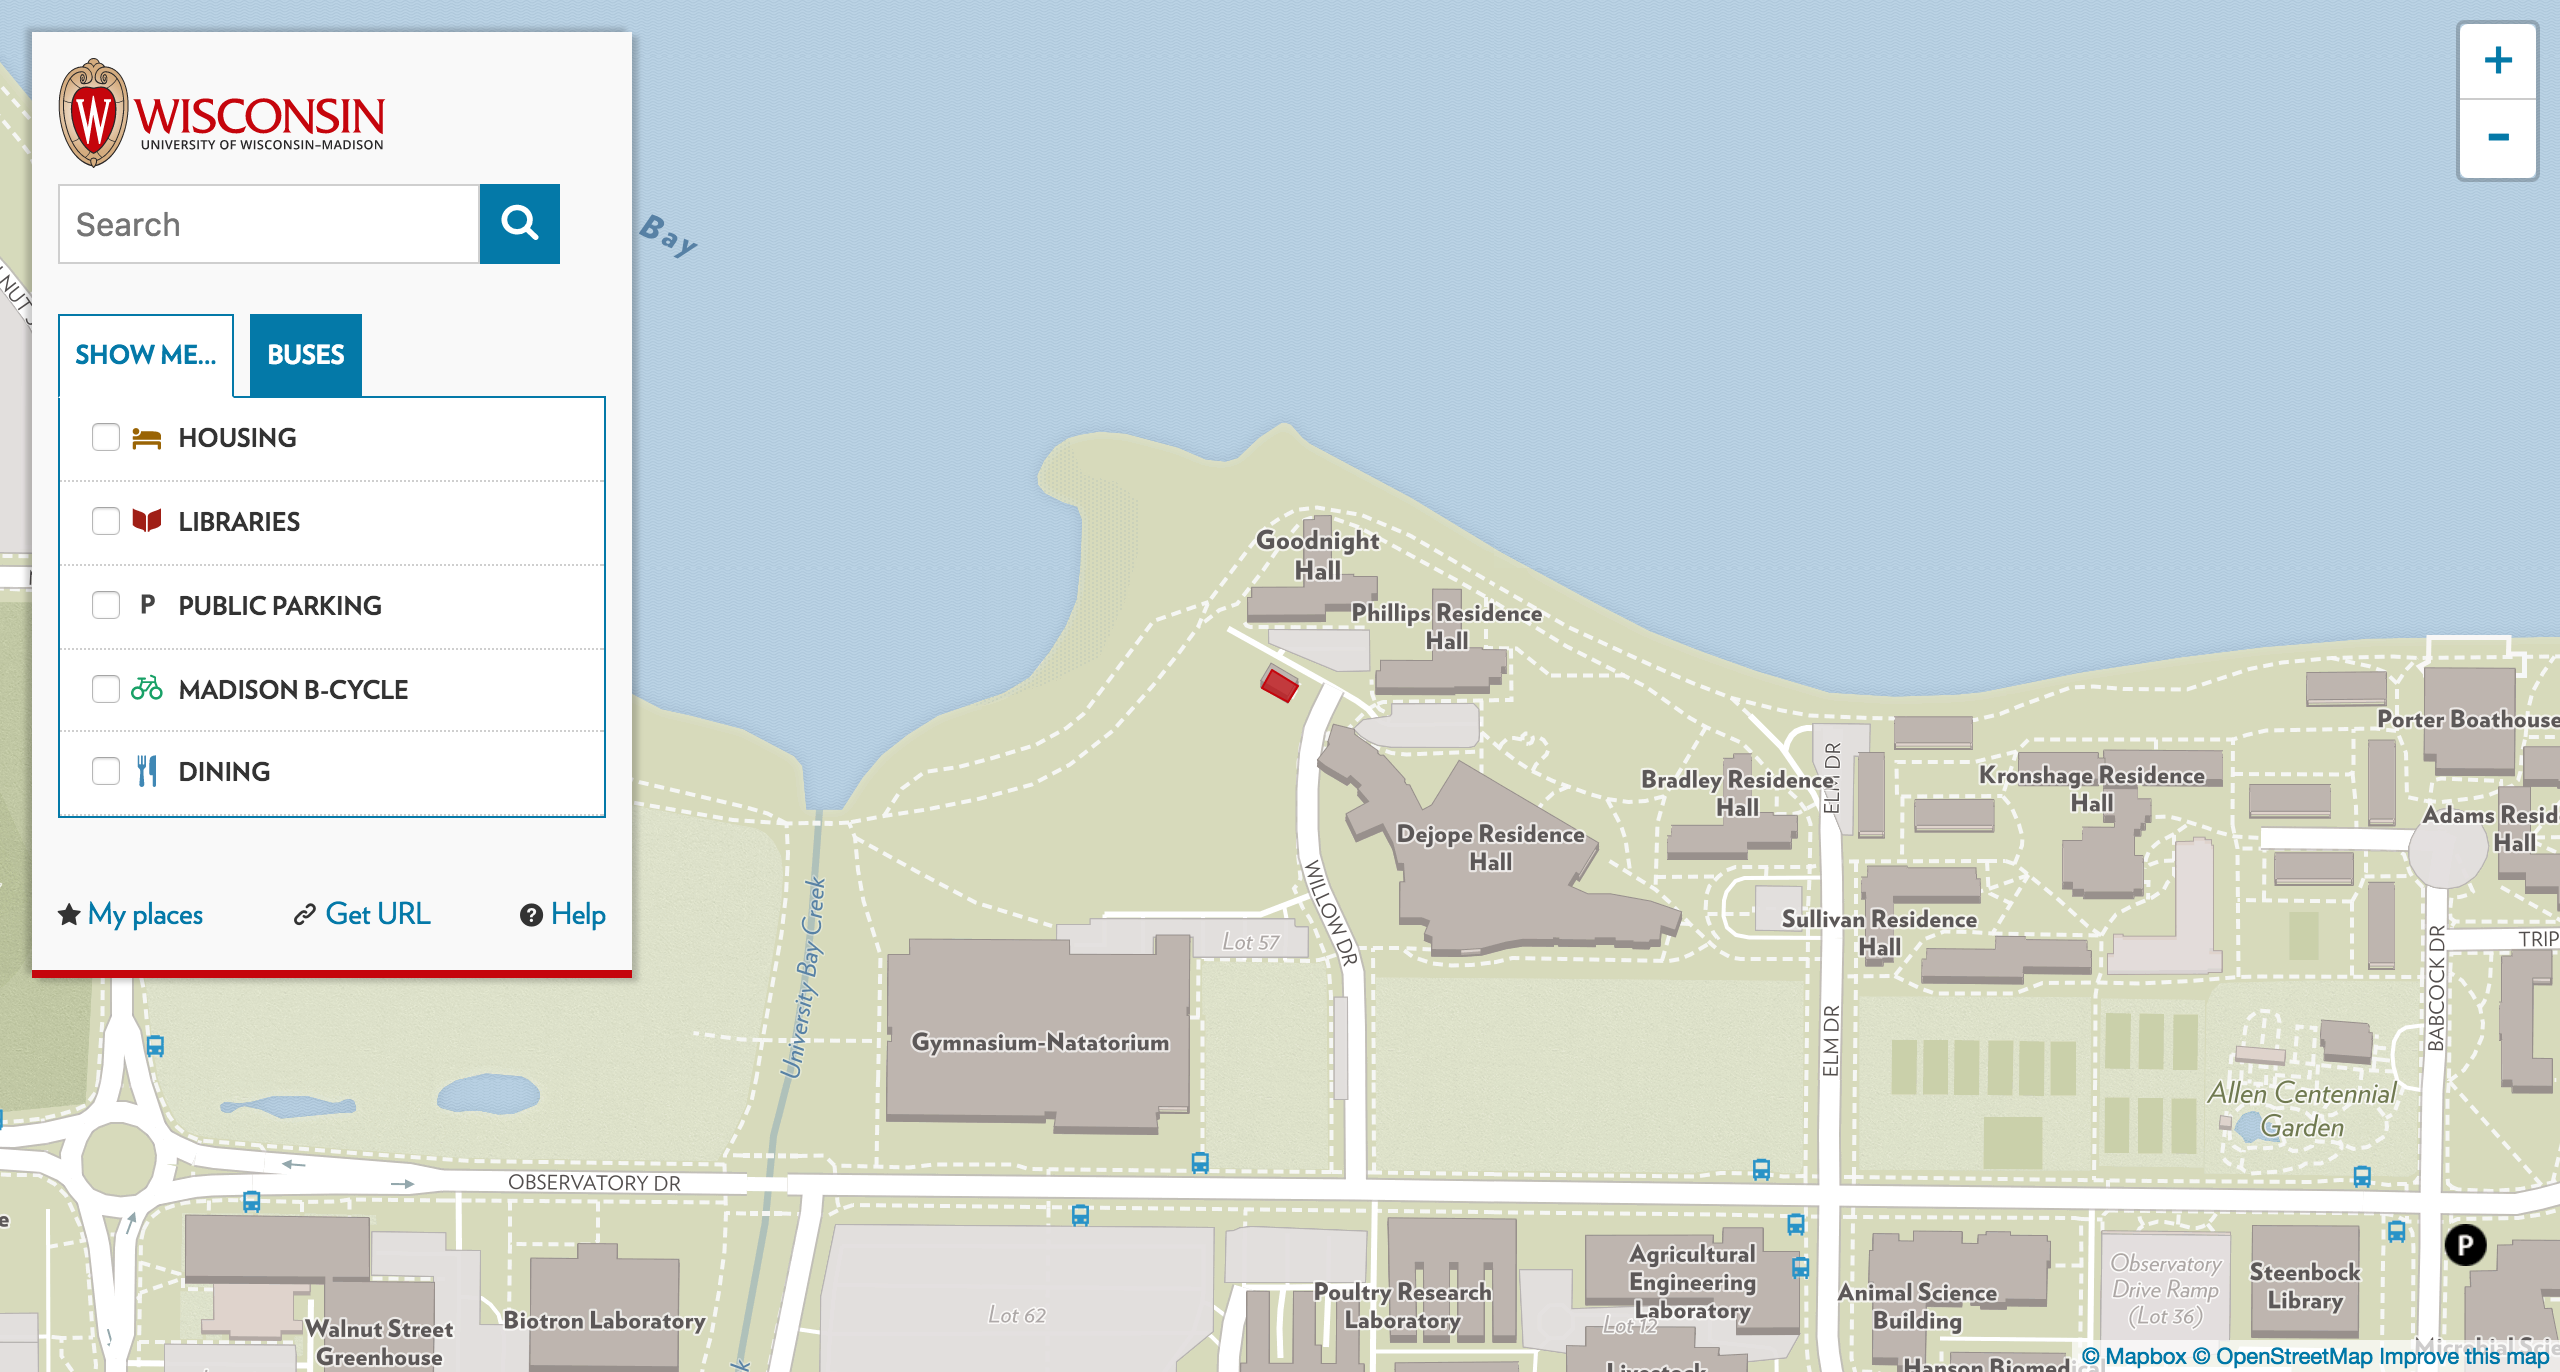 W
WISCONSIN
UNIVERSITY OF WISCONSIN–MADISON
Search
Bay
SHOW ME...
BUSES
HOUSING
LIBRARIES
P PUBLIC PARKING
MADISON B-CYCLE
DINING
My places
Get URL
? Help
+
-
Goodnight
Hall
Phillips Residence
Hall
Porter Boathouse
Bradley Residence
Hall
ELM DR
Kronshage Residence
Hall
Adams Resid
Hall
Dejope Residence
Hall
WILLOW DR
Sullivan Residence
Hall
Lot 57
University Bay Creek
BABCOCK DR
TRIP
Gymnasium-Natatorium
ELM DR
Allen Centennial
Garden
OBSERVATORY DR
P
Agricultural
Engineering
Laboratory
Observatory
Drive Ramp
(Lot 36)
Steenbock
Library
Poultry Research
Laboratory
Animal Science
Building
Lot 62
Lot 12
Biotron Laboratory
Walnut Street
Greenhouse
Livestock
Hanson Biomedical
Microbial Scie
© Mapbox © OpenStreetMap Improve this map